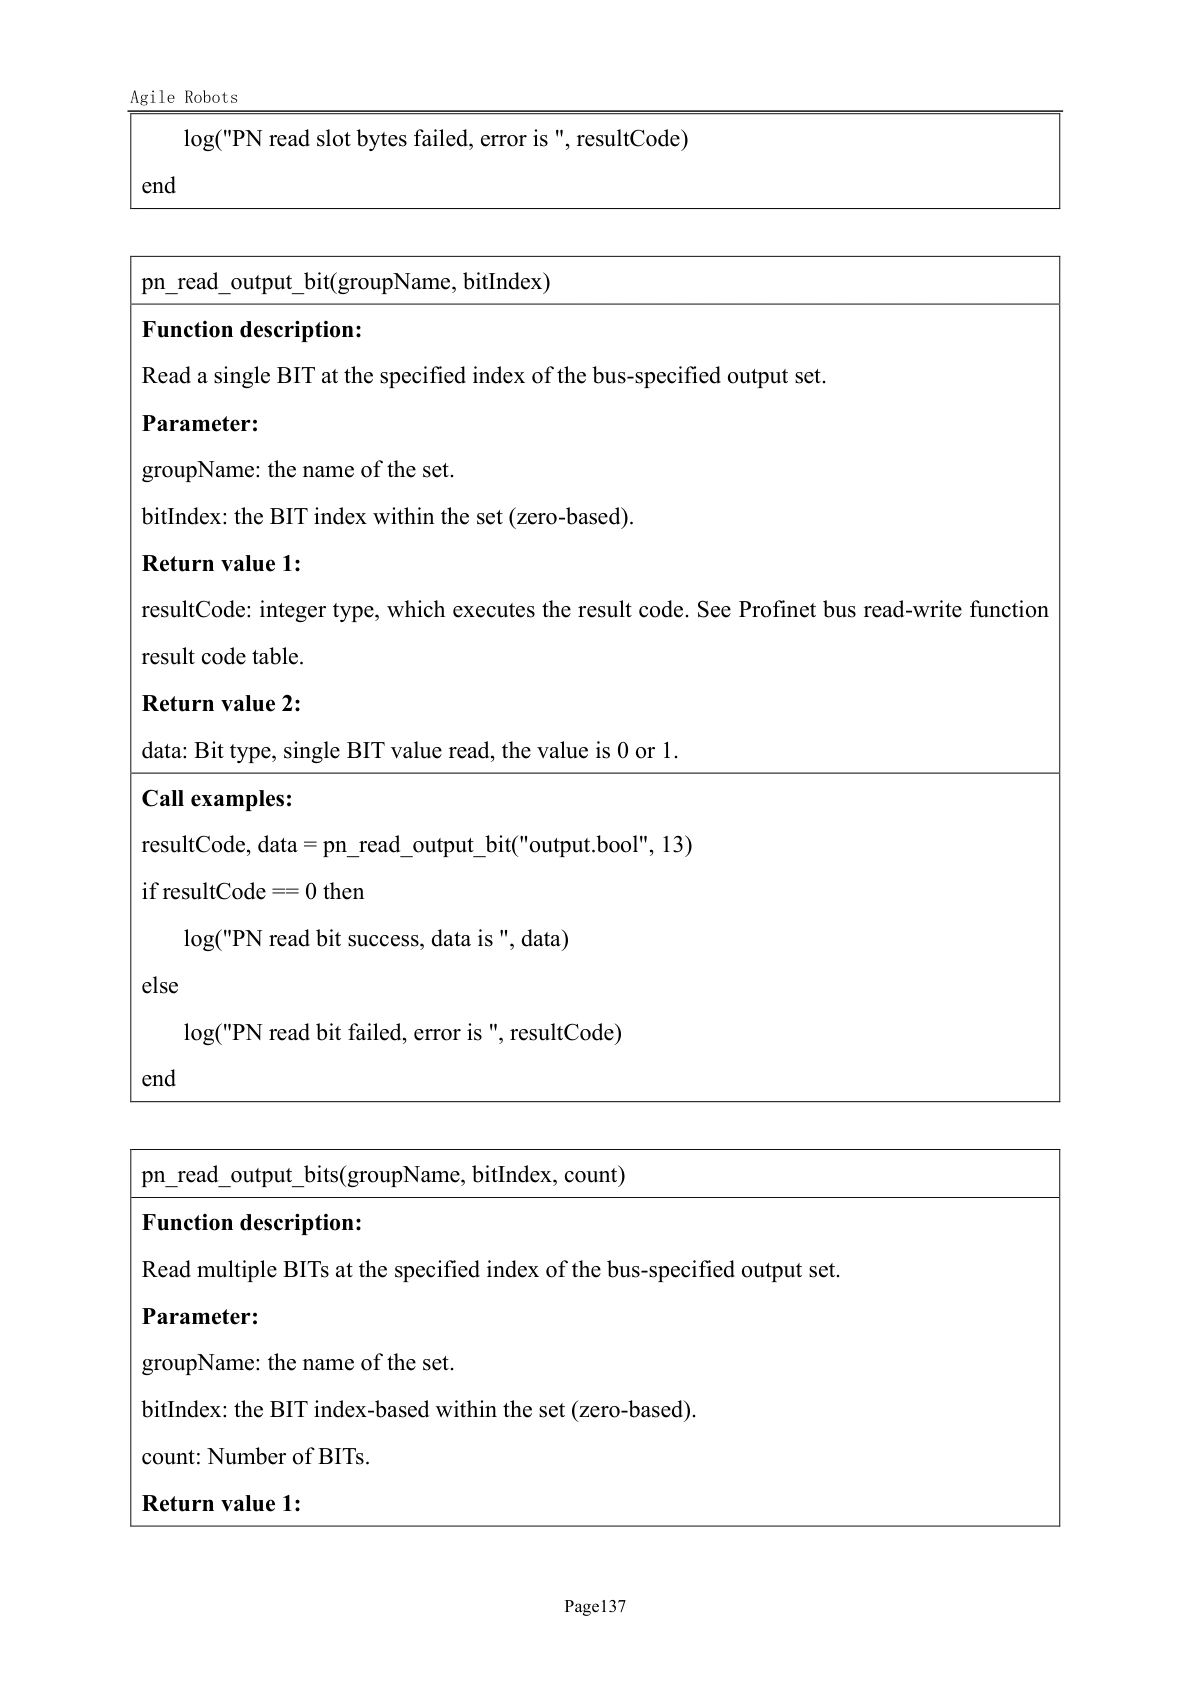 Agile Robots
log("PN read slot bytes failed, error is ", resultCode)
end
pn_read_output_bit(groupName, bitIndex)
Function description:
Read a single BIT at the specified index of the bus-specified output set.
Parameter:
groupName: the name of the set.
bitIndex: the BIT index within the set (zero-based).
Return value 1:
resultCode: integer type, which executes the result code. See Profinet bus read-write function
result code table.
Return value 2:
data: Bit type, single BIT value read, the value is 0 or 1.
Call examples:
resultCode, data = pn_read_output_bit("output.bool", 13)
if resultCode == 0 then
log("PN read bit success, data is ", data)
else
log("PN read bit failed, error is ", resultCode)
end
pn_read_output_bits(groupName, bitIndex, count)
Function description:
Read multiple BITs at the specified index of the bus-specified output set.
Parameter:
groupName: the name of the set.
bitIndex: the BIT index-based within the set (zero-based).
count: Number of BITs.
Return value 1:
Page137